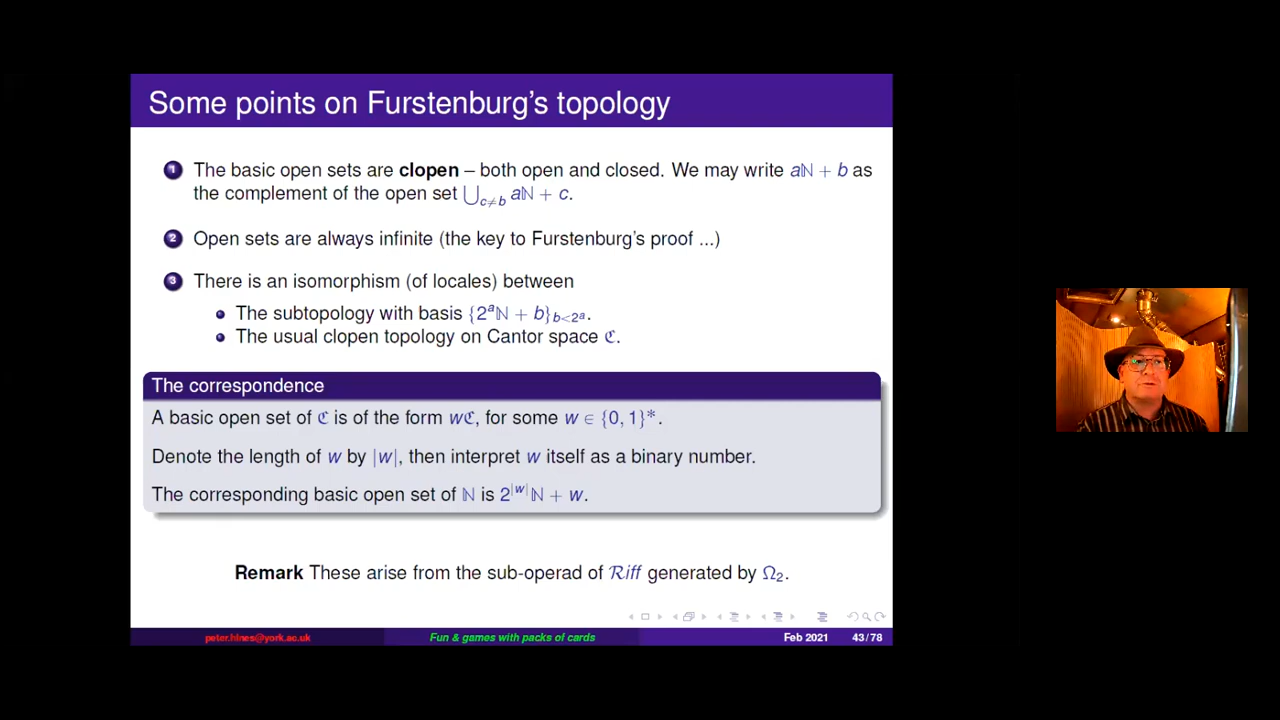 Some points on Furstenburg's topology
1 The basic open sets are clopen – both open and closed. We may write aℕ + b as
the complement of the open set ⋃c≠b aℕ + c.
2 Open sets are always infinite (the key to Furstenburg's proof ...)
3 There is an isomorphism (of locales) between
The subtopology with basis {2ᵃℕ + b}b<2ᵃ.
The usual clopen topology on Cantor space ℭ.
The correspondence
A basic open set of ℭ is of the form wℭ, for some w ∈ {0, 1}*.
Denote the length of w by |w|, then interpret w itself as a binary number.
The corresponding basic open set of ℕ is 2^|w|ℕ + w.
Remark These arise from the sub-operad of Riff generated by Ω₂.
peter.hines@york.ac.uk Fun & games with packs of cards Feb 2021 43 / 78